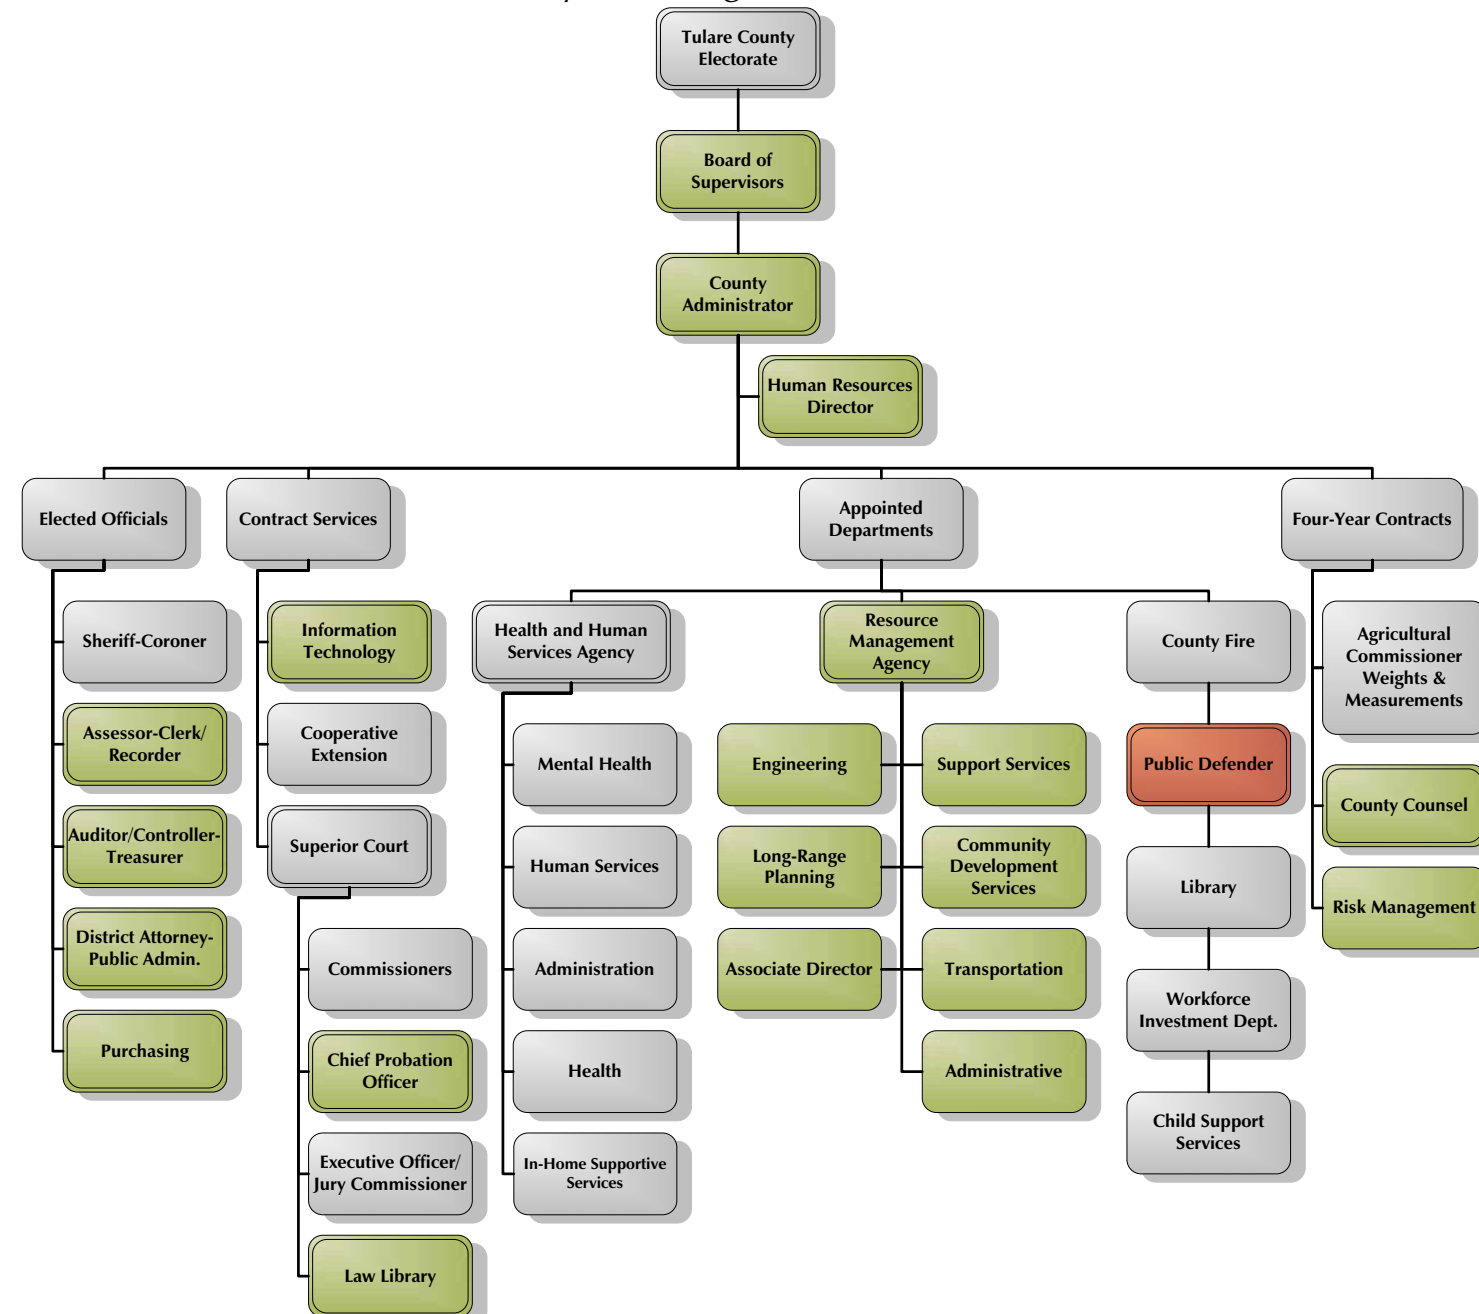 Tulare County
Electorate
Board of
Supervisors
County
Administrator
Human Resources
Director
Elected Officials
Contract Services
Appointed
Departments
Four-Year Contracts
Sheriff-Coroner
Assessor-Clerk/
Recorder
Auditor/Controller-
Treasurer
District Attorney-
Public Admin.
Purchasing
Information
Technology
Cooperative
Extension
Superior Court
Commissioners
Chief Probation
Officer
Executive Officer/
Jury Commissioner
Law Library
Health and Human
Services Agency
Mental Health
Human Services
Administration
Health
In-Home Supportive
Services
Resource
Management
Agency
Engineering
Support Services
Long-Range
Planning
Community
Development
Services
Associate Director
Transportation
Administrative
County Fire
Public Defender
Library
Workforce
Investment Dept.
Child Support
Services
Agricultural
Commissioner
Weights &
Measurements
County Counsel
Risk Management